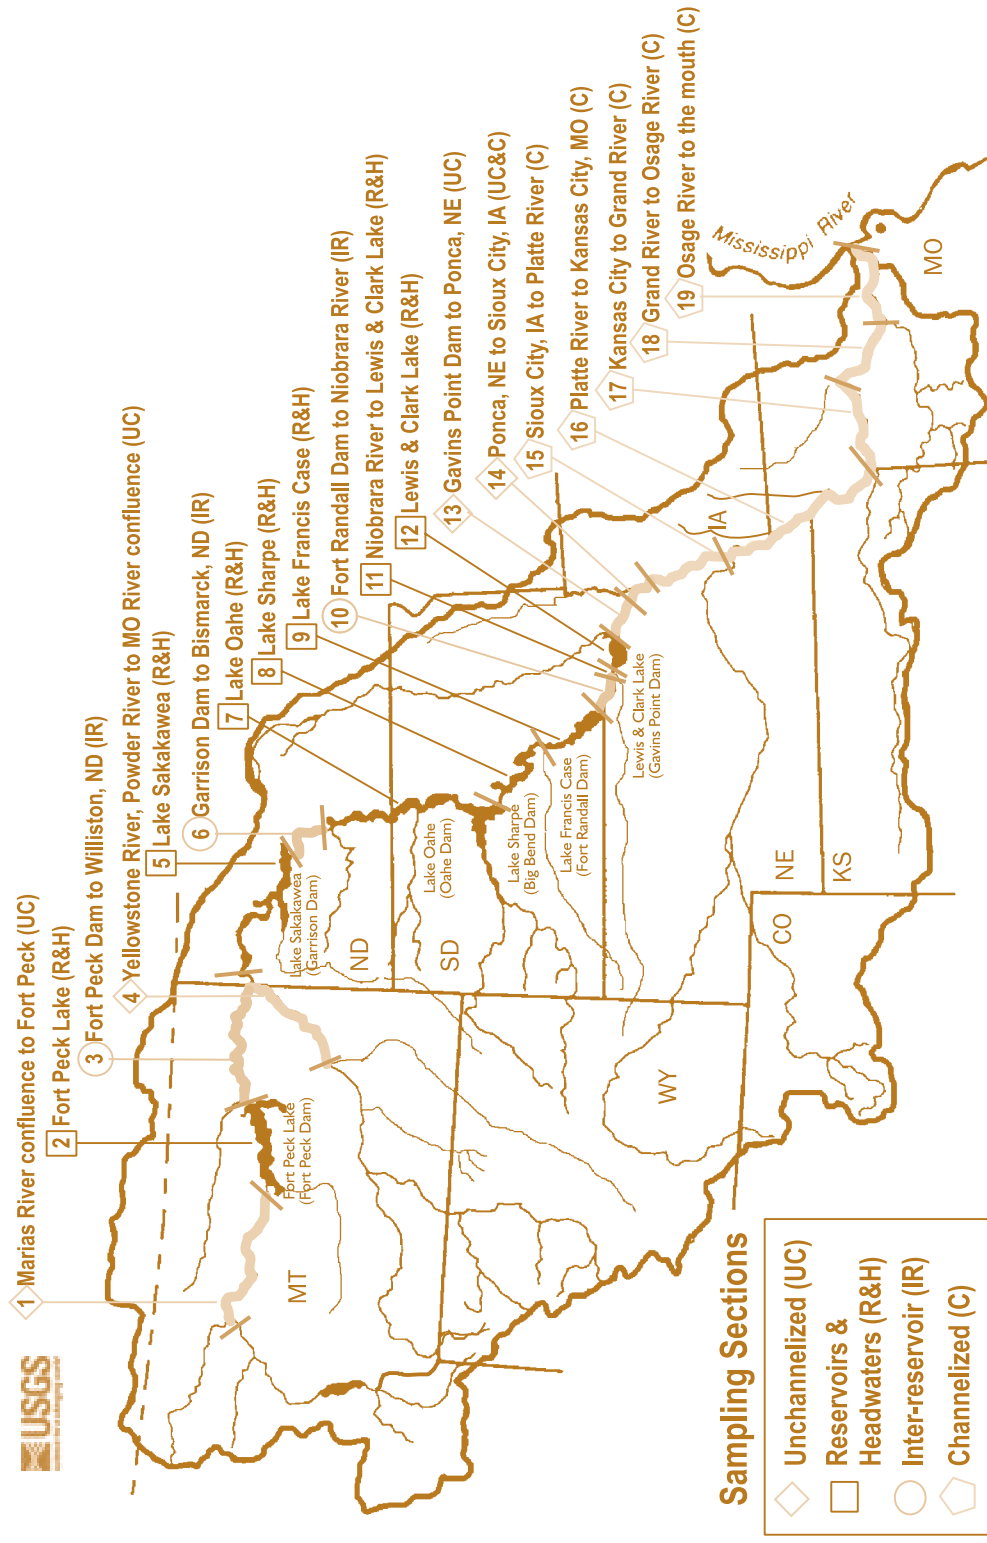 USGS
1 Marias River confluence to Fort Peck (UC)
2 Fort Peck Lake (R&H)
3 Fort Peck Dam to Williston, ND (IR)
4 Yellowstone River, Powder River to MO River confluence (UC)
5 Lake Sakakawea (R&H)
6 Garrison Dam to Bismarck, ND (IR)
7 Lake Oahe (R&H)
8 Lake Sharpe (R&H)
9 Lake Francis Case (R&H)
10 Fort Randall Dam to Niobrara River (IR)
11 Niobrara River to Lewis & Clark Lake (R&H)
12 Lewis & Clark Lake (R&H)
13 Gavins Point Dam to Ponca, NE (UC)
14 Ponca, NE to Sioux City, IA (UC&C)
15 Sioux City, IA to Platte River (C)
16 Platte River to Kansas City, MO (C)
17 Kansas City to Grand River (C)
18 Grand River to Osage River (C)
19 Osage River to the mouth (C)
MT
Fort Peck Lake
(Fort Peck Dam)
Lake Sakakawea
(Garrison Dam)
ND
Lake Oahe
(Oahe Dam)
SD
Lake Sharpe
(Big Bend Dam)
Lake Francis Case
(Fort Randall Dam)
Lewis & Clark Lake
(Gavins Point Dam)
WY
NE
KS
CO
IA
MO
Mississippi River
Sampling Sections
Unchannelized (UC)
Reservoirs &
Headwaters (R&H)
Inter-reservoir (IR)
Channelized (C)